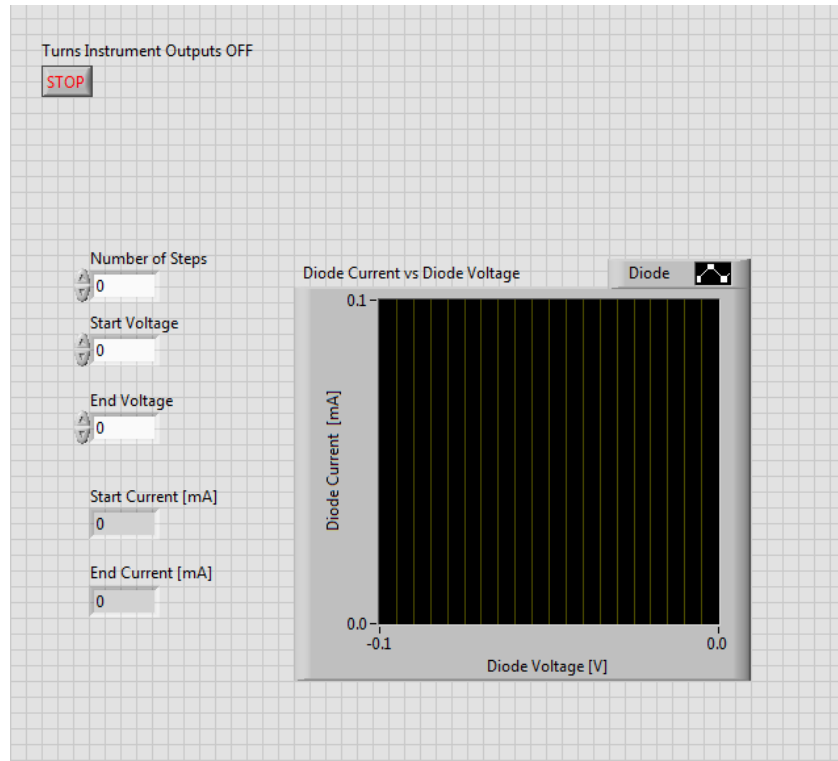 Turns Instrument Outputs OFF
STOP
Number of Steps
0
Start Voltage
0
End Voltage
0
Start Current [mA]
0
End Current [mA]
0
Diode Current vs Diode Voltage
Diode
0.1
Diode Current [mA]
0.0
-0.1
0.0
Diode Voltage [V]